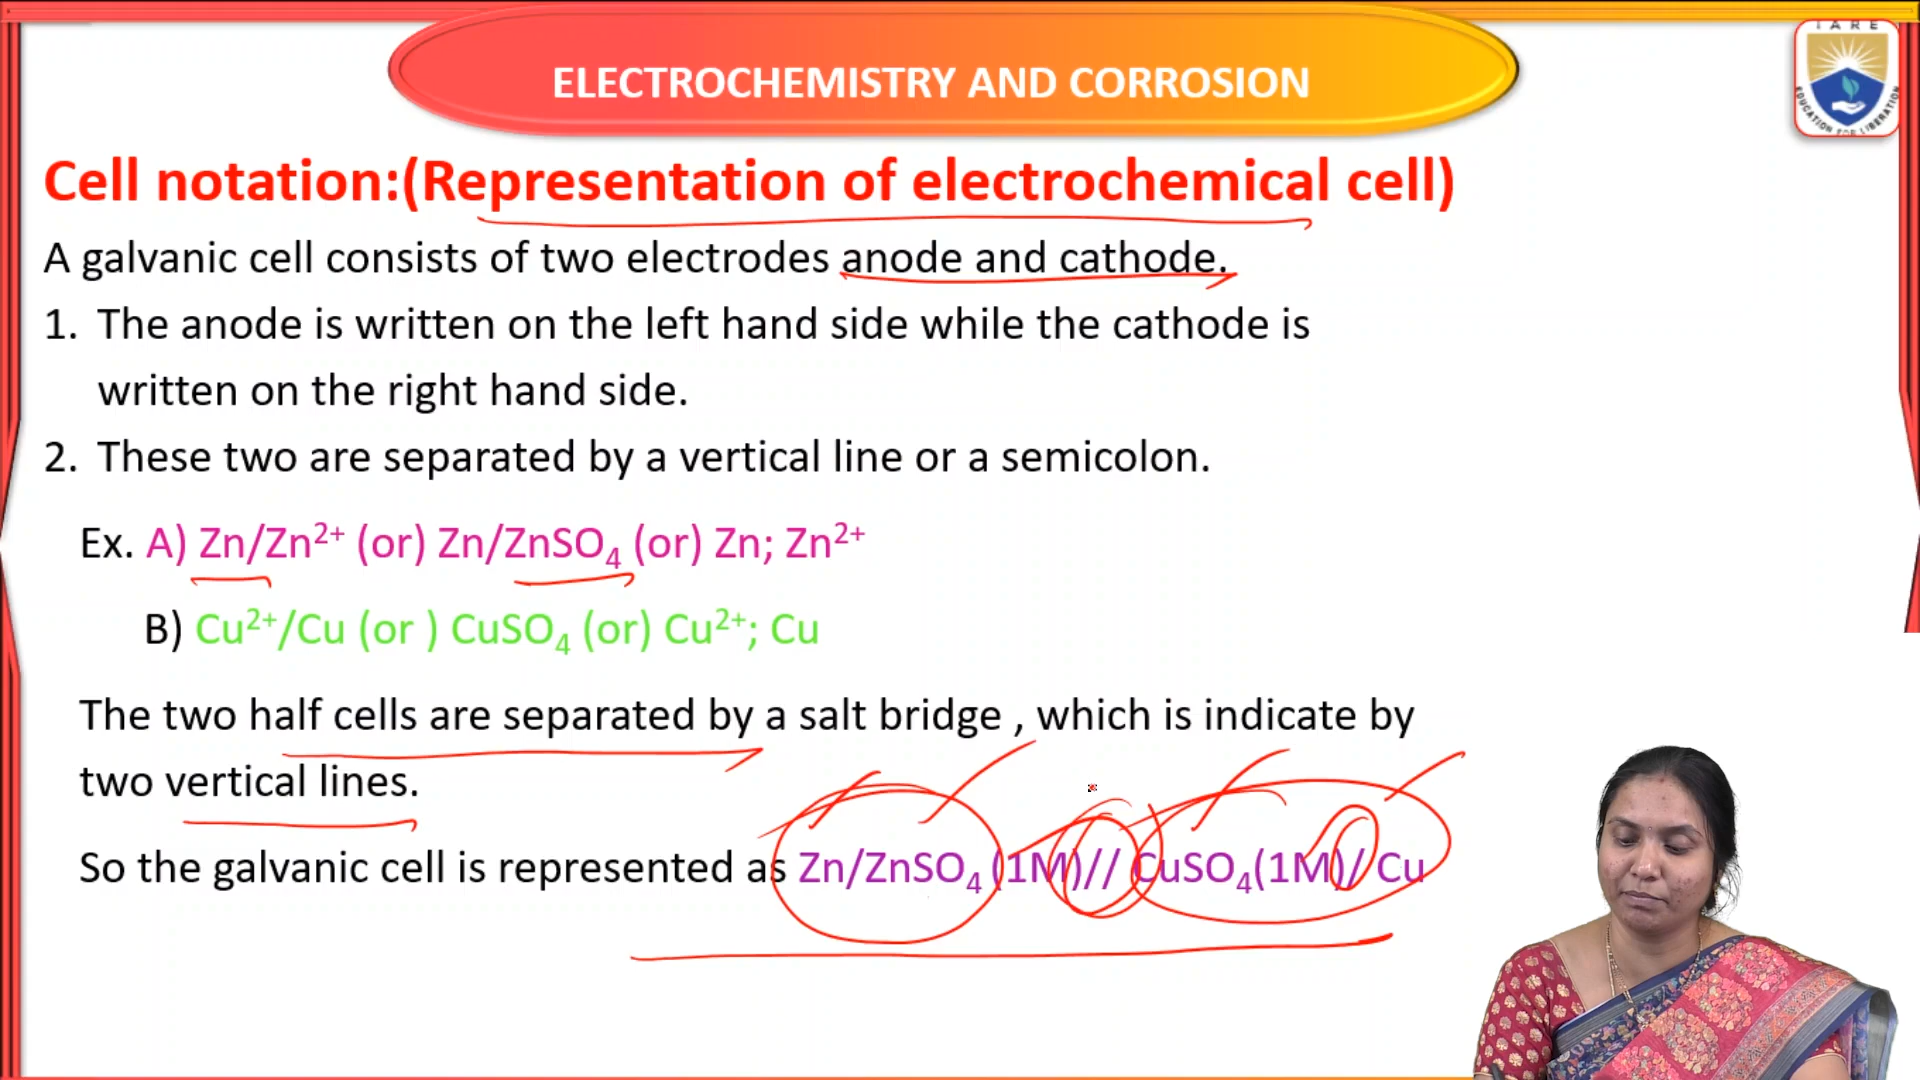 IARE
EDUCATION FOR LIBERATION
ELECTROCHEMISTRY AND CORROSION
Cell notation:(Representation of electrochemical cell)
A galvanic cell consists of two electrodes anode and cathode.
1. The anode is written on the left hand side while the cathode is
written on the right hand side.
2. These two are separated by a vertical line or a semicolon.
Ex. A) Zn/Zn²⁺ (or) Zn/ZnSO₄ (or) Zn; Zn²⁺
B) Cu²⁺/Cu (or ) CuSO₄ (or) Cu²⁺; Cu
The two half cells are separated by a salt bridge , which is indicate by
two vertical lines.
So the galvanic cell is represented as Zn/ZnSO₄ (1M)// CuSO₄(1M)/ Cu